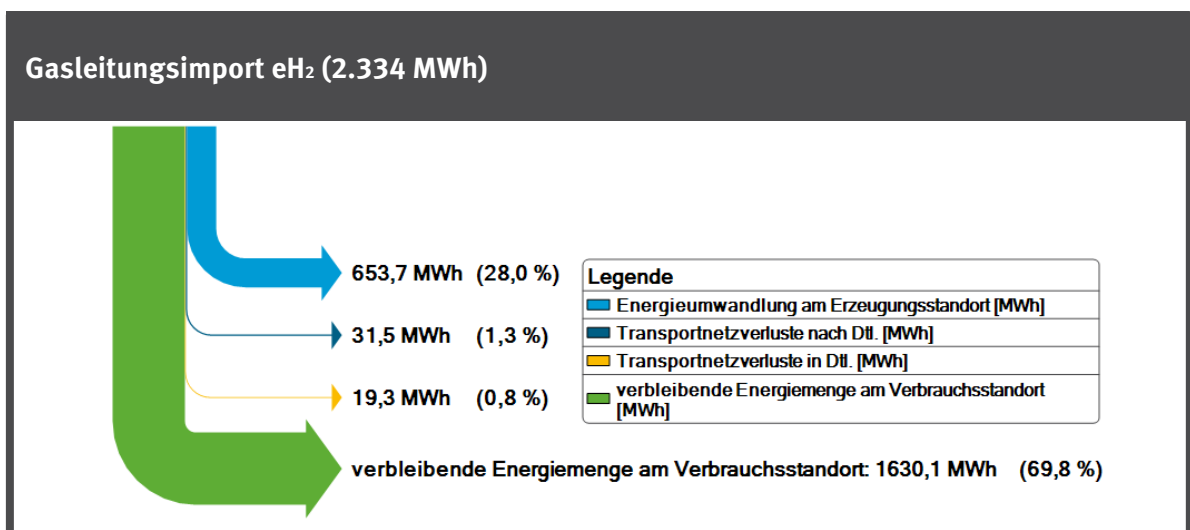 Gasleitungsimport eH₂ (2.334 MWh)
653,7 MWh (28,0 %)
31,5 MWh (1,3 %)
19,3 MWh (0,8 %)
Legende
Energieumwandlung am Erzeugungsstandort [MWh]
Transportnetzverluste nach Dtl. [MWh]
Transportnetzverluste in Dtl. [MWh]
verbleibende Energiemenge am Verbrauchsstandort
[MWh]
verbleibende Energiemenge am Verbrauchsstandort: 1630,1 MWh (69,8 %)